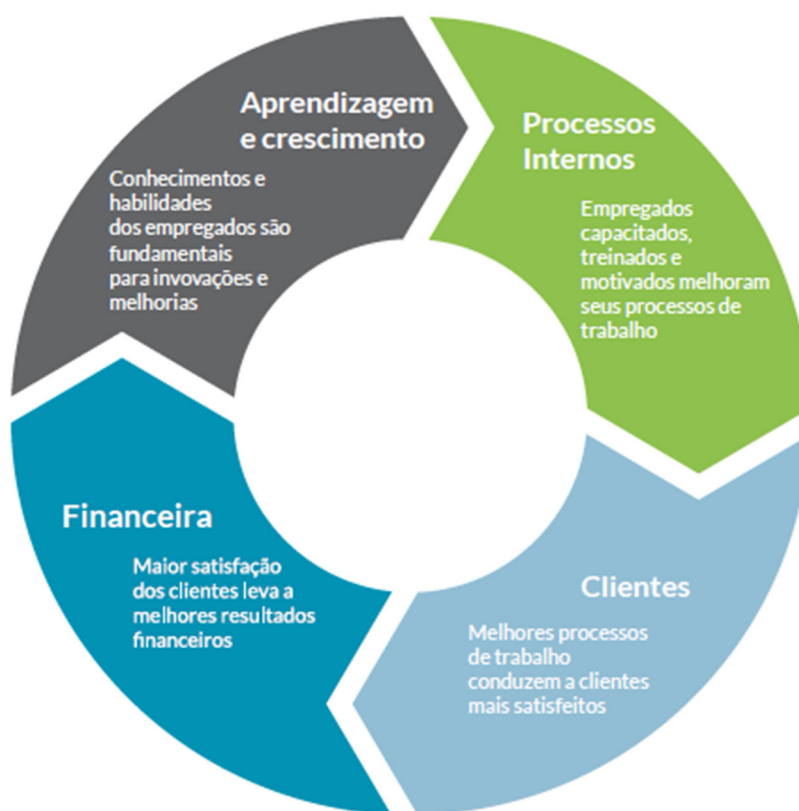 Aprendizagem
e crescimento
Conhecimentos e
habilidades
dos empregados são
fundamentais
para invovações e
melhorias
Processos
Internos
Empregados
capacitados,
treinados e
motivados melhoram
seus processos de
trabalho
Clientes
Melhores processos
de trabalho
conduzem a clientes
mais satisfeitos
Financeira
Maior satisfação
dos clientes leva a
melhores resultados
financeiros